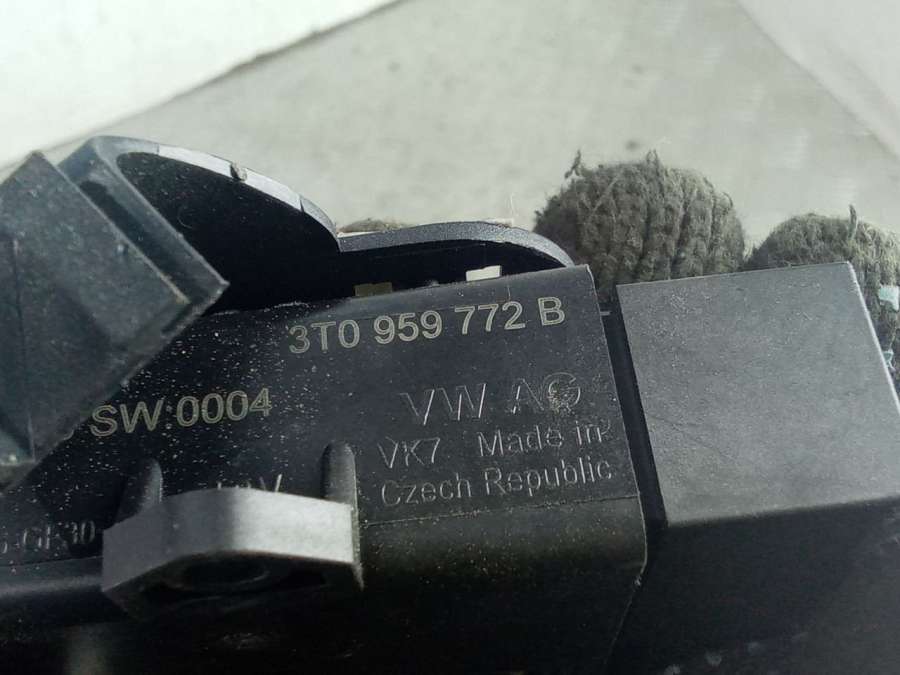 3T0 959 772 B
SW:0004
VW AG
VK7 Made in
Czech Republic